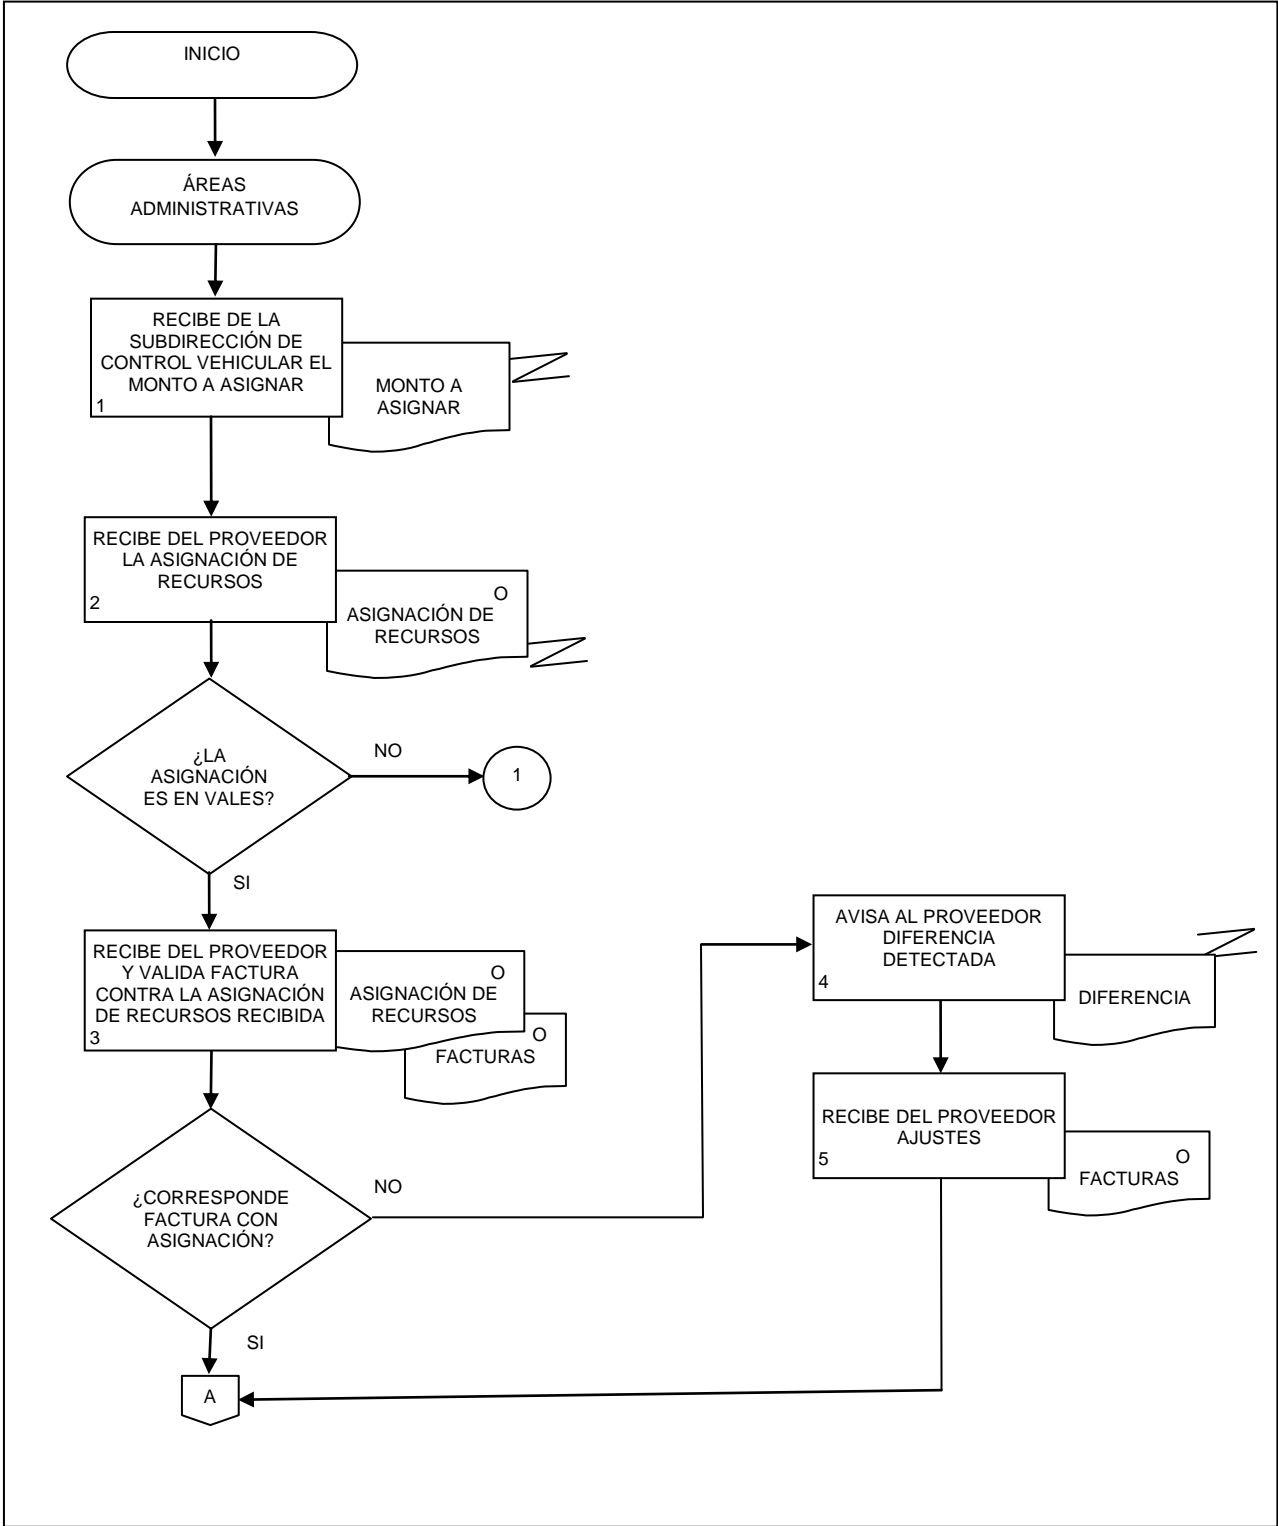 INICIO
ÁREAS
ADMINISTRATIVAS
RECIBE DE LA
SUBDIRECCIÓN DE
CONTROL VEHICULAR EL
MONTO A ASIGNAR
1
MONTO A
ASIGNAR
RECIBE DEL PROVEEDOR
LA ASIGNACIÓN DE
RECURSOS
2
O
ASIGNACIÓN DE
RECURSOS
¿LA
ASIGNACIÓN
ES EN VALES?
NO
1
SI
RECIBE DEL PROVEEDOR
Y VALIDA FACTURA
CONTRA LA ASIGNACIÓN
DE RECURSOS RECIBIDA
3
O
ASIGNACIÓN DE
RECURSOS
O
FACTURAS
AVISA AL PROVEEDOR
DIFERENCIA
DETECTADA
4
DIFERENCIA
RECIBE DEL PROVEEDOR
AJUSTES
5
O
FACTURAS
¿CORRESPONDE
FACTURA CON
ASIGNACIÓN?
NO
SI
A